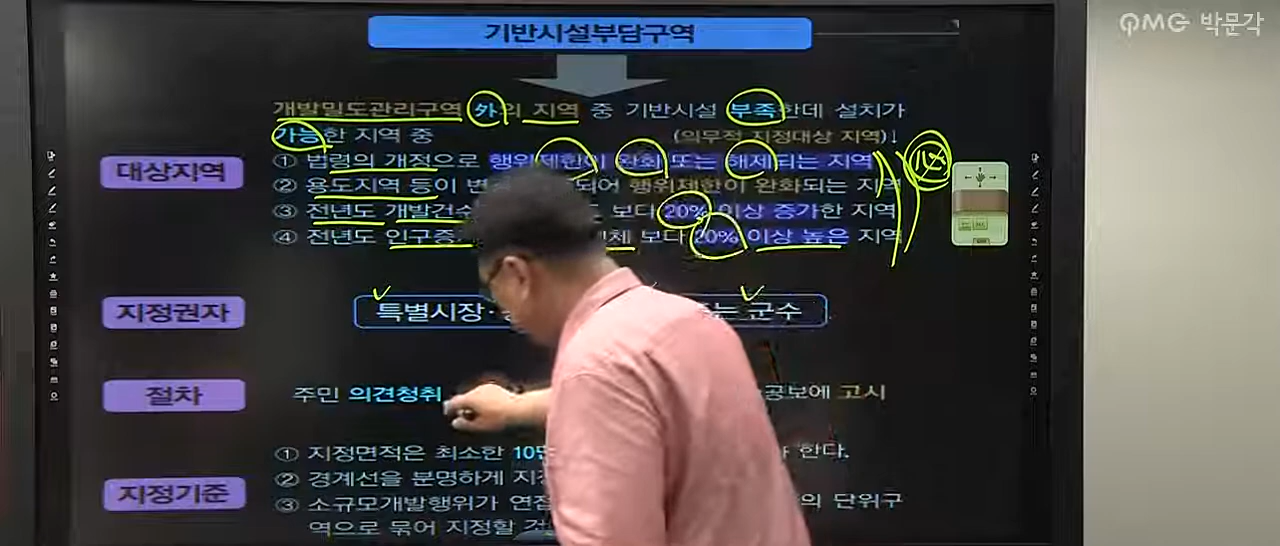 QMG 박문각
기반시설부담구역
개발밀도관리구역 外의 지역 중 기반시설 부족한데 설치가
가능한 지역 중 (의무적 지정대상 지역)↓
대상지역
① 법령의 개정으로 행위제한이 완화 또는 해제되는 지역
② 용도지역 등이 변 되어 행위제한이 완화되는 지역
③ 전년도 개발건수 보다 20% 이상 증가한 지역
④ 전년도 인구증 체 보다 20% 이상 높은 지역
지정권자
특별시장· 는 군수
절차
주민 의견청취 공보에 고시
지정기준
① 지정면적은 최소한 10만 한다.
② 경계선을 분명하게 지정
③ 소규모개발행위가 연접 의 단위구
역으로 묶어 지정할 것